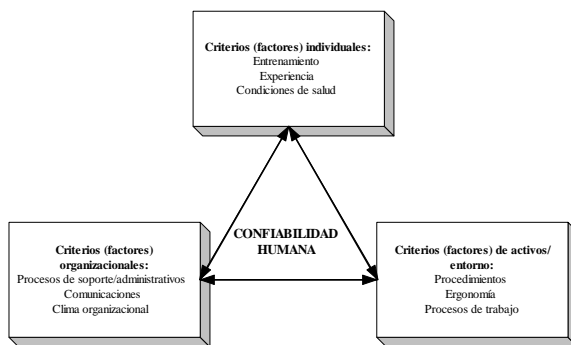 Criterios (factores) individuales:
Entrenamiento
Experiencia
Condiciones de salud
CONFIABILIDAD
HUMANA
Criterios (factores)
organizacionales:
Procesos de soporte/administrativos
Comunicaciones
Clima organizacional
Criterios (factores) de activos/
entorno:
Procedimientos
Ergonomía
Procesos de trabajo